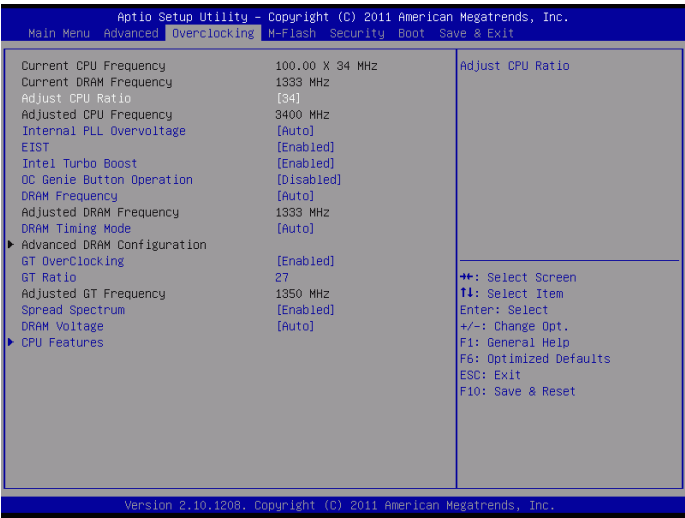 Aptio Setup Utility – Copyright (C) 2011 American Megatrends, Inc.
Main Menu Advanced Overclocking M-Flash Security Boot Save & Exit
Current CPU Frequency 100.00 X 34 MHz
Current DRAM Frequency 1333 MHz
Adjust CPU Ratio [34]
Adjusted CPU Frequency 3400 MHz
Internal PLL Overvoltage [Auto]
EIST [Enabled]
Intel Turbo Boost [Enabled]
OC Genie Button Operation [Disabled]
DRAM Frequency [Auto]
Adjusted DRAM Frequency 1333 MHz
DRAM Timing Mode [Auto]
Advanced DRAM Configuration
GT OverClocking [Enabled]
GT Ratio 27
Adjusted GT Frequency 1350 MHz
Spread Spectrum [Enabled]
DRAM Voltage [Auto]
CPU Features
Adjust CPU Ratio
→←: Select Screen
↑↓: Select Item
Enter: Select
+/-: Change Opt.
F1: General Help
F6: Optimized Defaults
ESC: Exit
F10: Save & Reset
Version 2.10.1208. Copyright (C) 2011 American Megatrends, Inc.